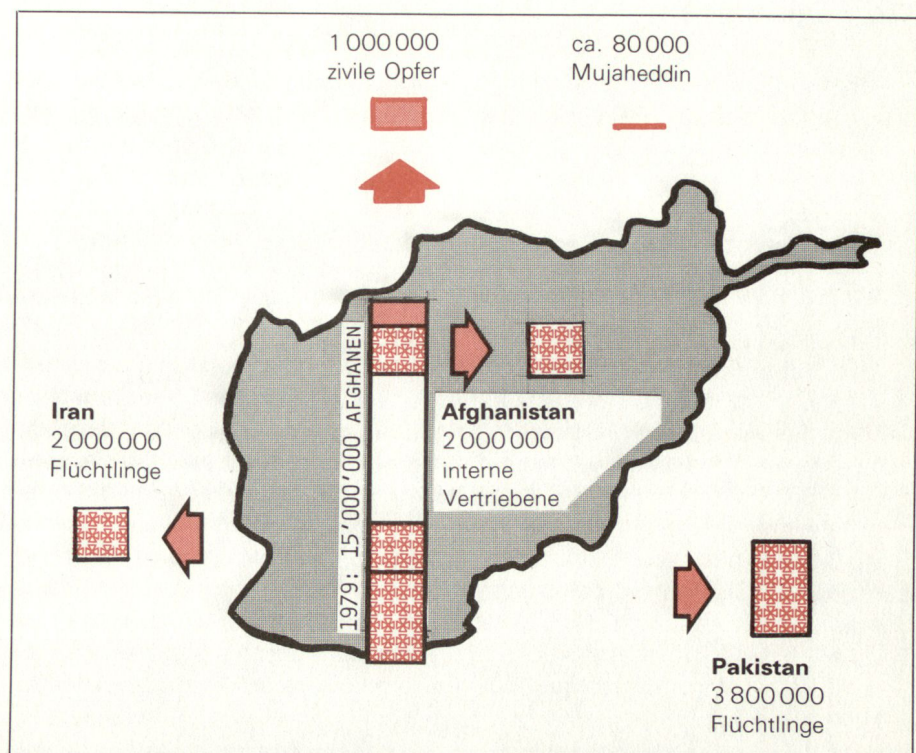 1 000 000
zivile Opfer
ca. 80 000
Mujaheddin
1979: 15'000'000 AFGHANEN
Iran
2 000 000
Flüchtlinge
Afghanistan
2 000 000
interne
Vertriebene
Pakistan
3 800 000
Flüchtlinge